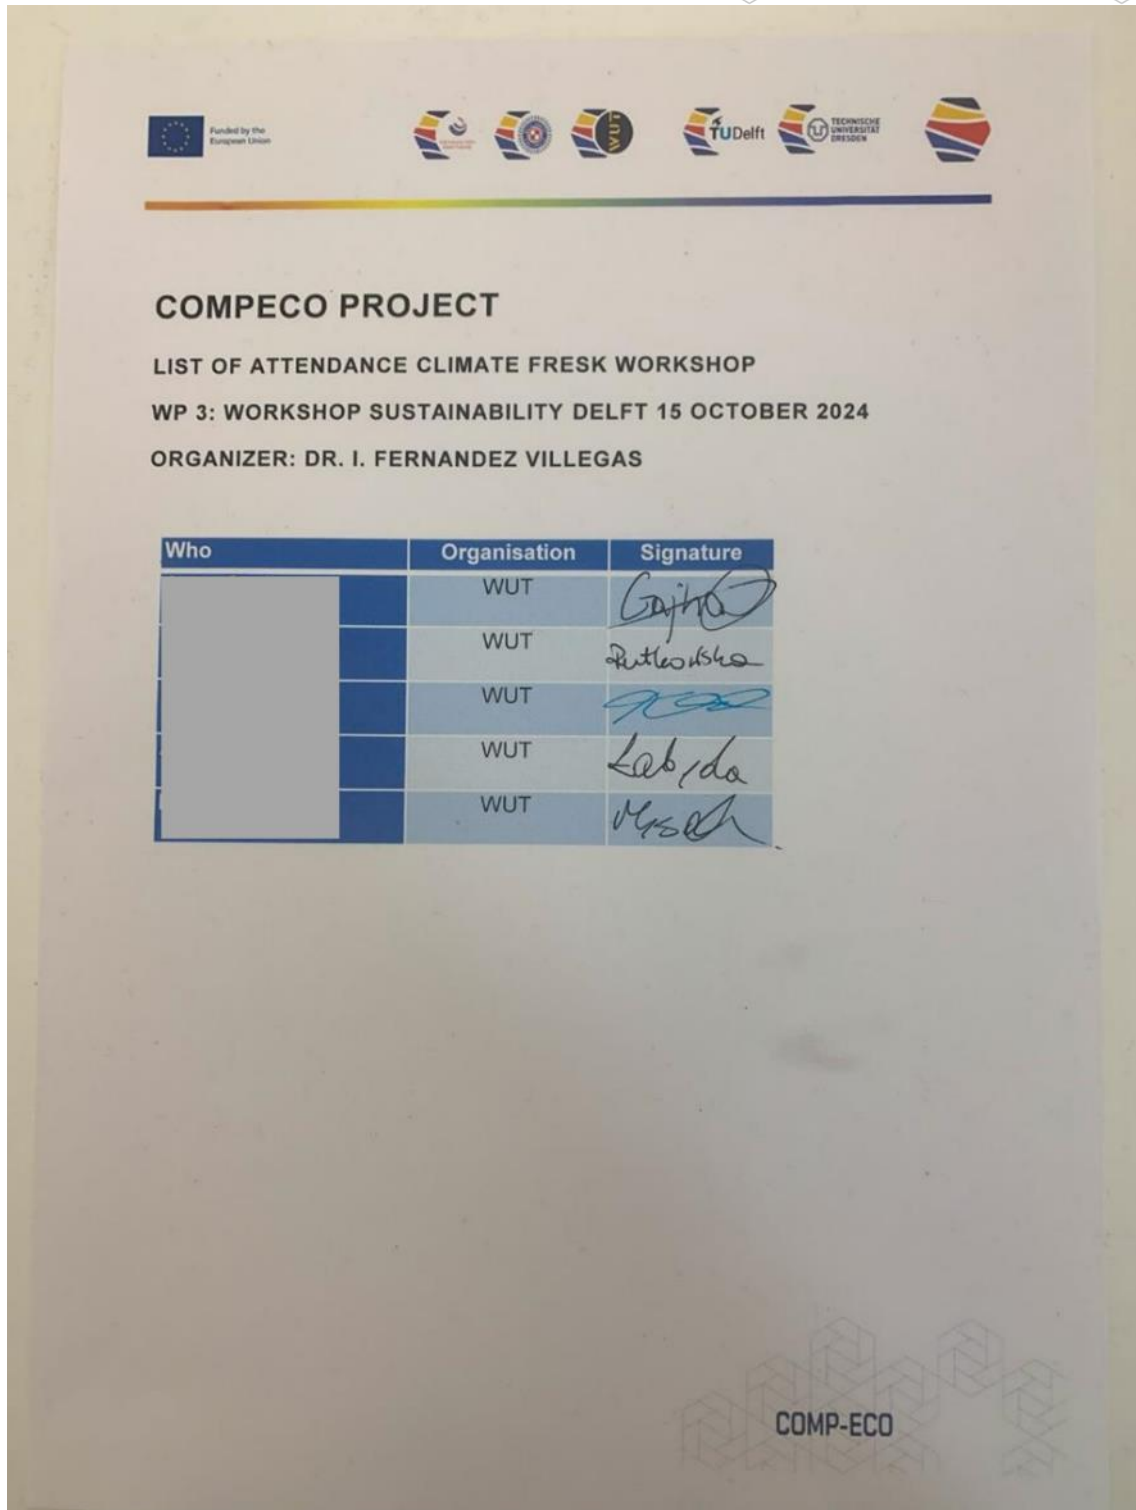 Funded by the
European Union
WUT
TUDelft
TECHNISCHE
UNIVERSITÄT
DRESDEN
COMPECO PROJECT
LIST OF ATTENDANCE CLIMATE FRESK WORKSHOP
WP 3: WORKSHOP SUSTAINABILITY DELFT 15 OCTOBER 2024
ORGANIZER: DR. I. FERNANDEZ VILLEGAS
Who Organisation Signature
WUT
WUT Rutkowska
WUT
WUT
WUT
COMP-ECO